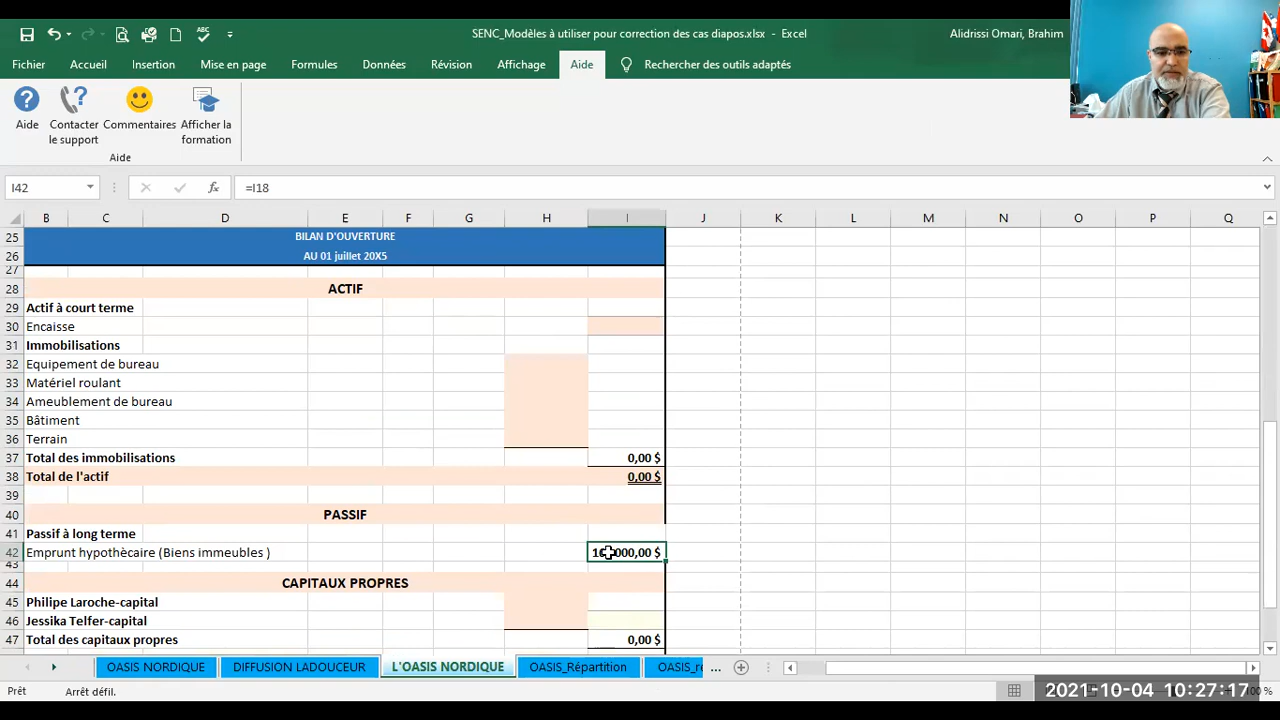 SENC_Modèles à utiliser pour correction des cas diapos.xlsx - Excel
Alidrissi Omari, Brahim
Fichier Accueil Insertion Mise en page Formules Données Révision Affichage Aide Rechercher des outils adaptés
Aide
Contacter le support
Commentaires
Afficher la formation
Aide
I42
=I18
B C D E F G H I J K L M N O P Q
25 BILAN D'OUVERTURE
26 AU 01 juillet 20X5
27
28 ACTIF
29 Actif à court terme
30 Encaisse
31 Immobilisations
32 Equipement de bureau
33 Matériel roulant
34 Ameublement de bureau
35 Bâtiment
36 Terrain
37 Total des immobilisations 0,00 $
38 Total de l'actif 0,00 $
39
40 PASSIF
41 Passif à long terme
42 Emprunt hypothècaire (Biens immeubles )
43
44 CAPITAUX PROPRES
45 Philipe Laroche-capital
46 Jessika Telfer-capital
47 Total des capitaux propres 0,00 $
OASIS NORDIQUE DIFFUSION LADOUCEUR L'OASIS NORDIQUE OASIS_Répartition ...
Prêt Arrêt défil.
2021-10-04 10:27:17